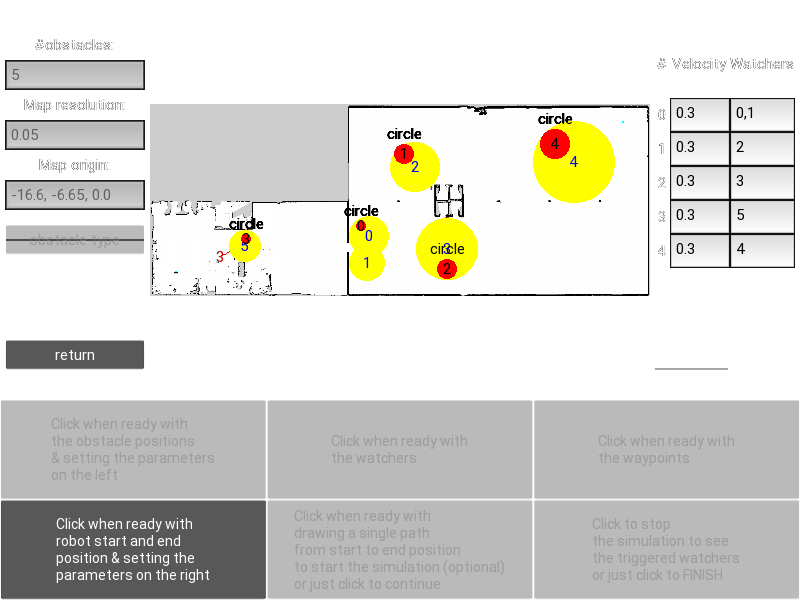 #obstacles:
5
Map resolution:
0.05
Map origin:
-16.6, -6.65, 0.0
obstacle type
return
circle
1
2
circle
4
4
circle
0
0
1
circle
3
5
3
3
circle
2
# Velocity Watchers
0 0.3 0,1
1 0.3 2
2 0.3 3
3 0.3 5
4 0.3 4
Click when ready with
the obstacle positions
& setting the parameters
on the left
Click when ready with
the watchers
Click when ready with
the waypoints
Click when ready with
robot start and end
position & setting the
parameters on the right
Click when ready with
drawing a single path
from start to end position
to start the simulation (optional)
or just click to continue
Click to stop
the simulation to see
the triggered watchers
or just click to FINISH